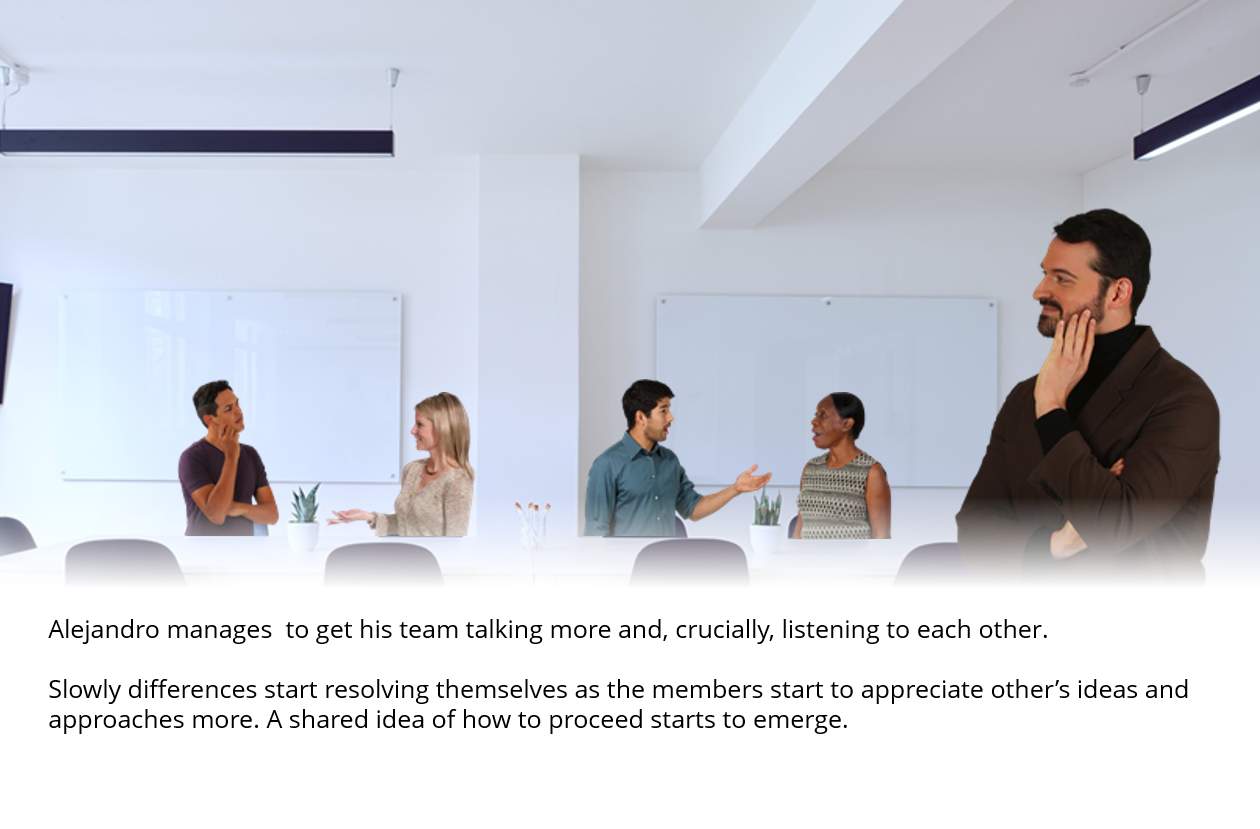 Alejandro manages  to get his team talking more and, crucially, listening to each other.
Slowly differences start resolving themselves as the members start to appreciate other’s ideas and
approaches more. A shared idea of how to proceed starts to emerge.